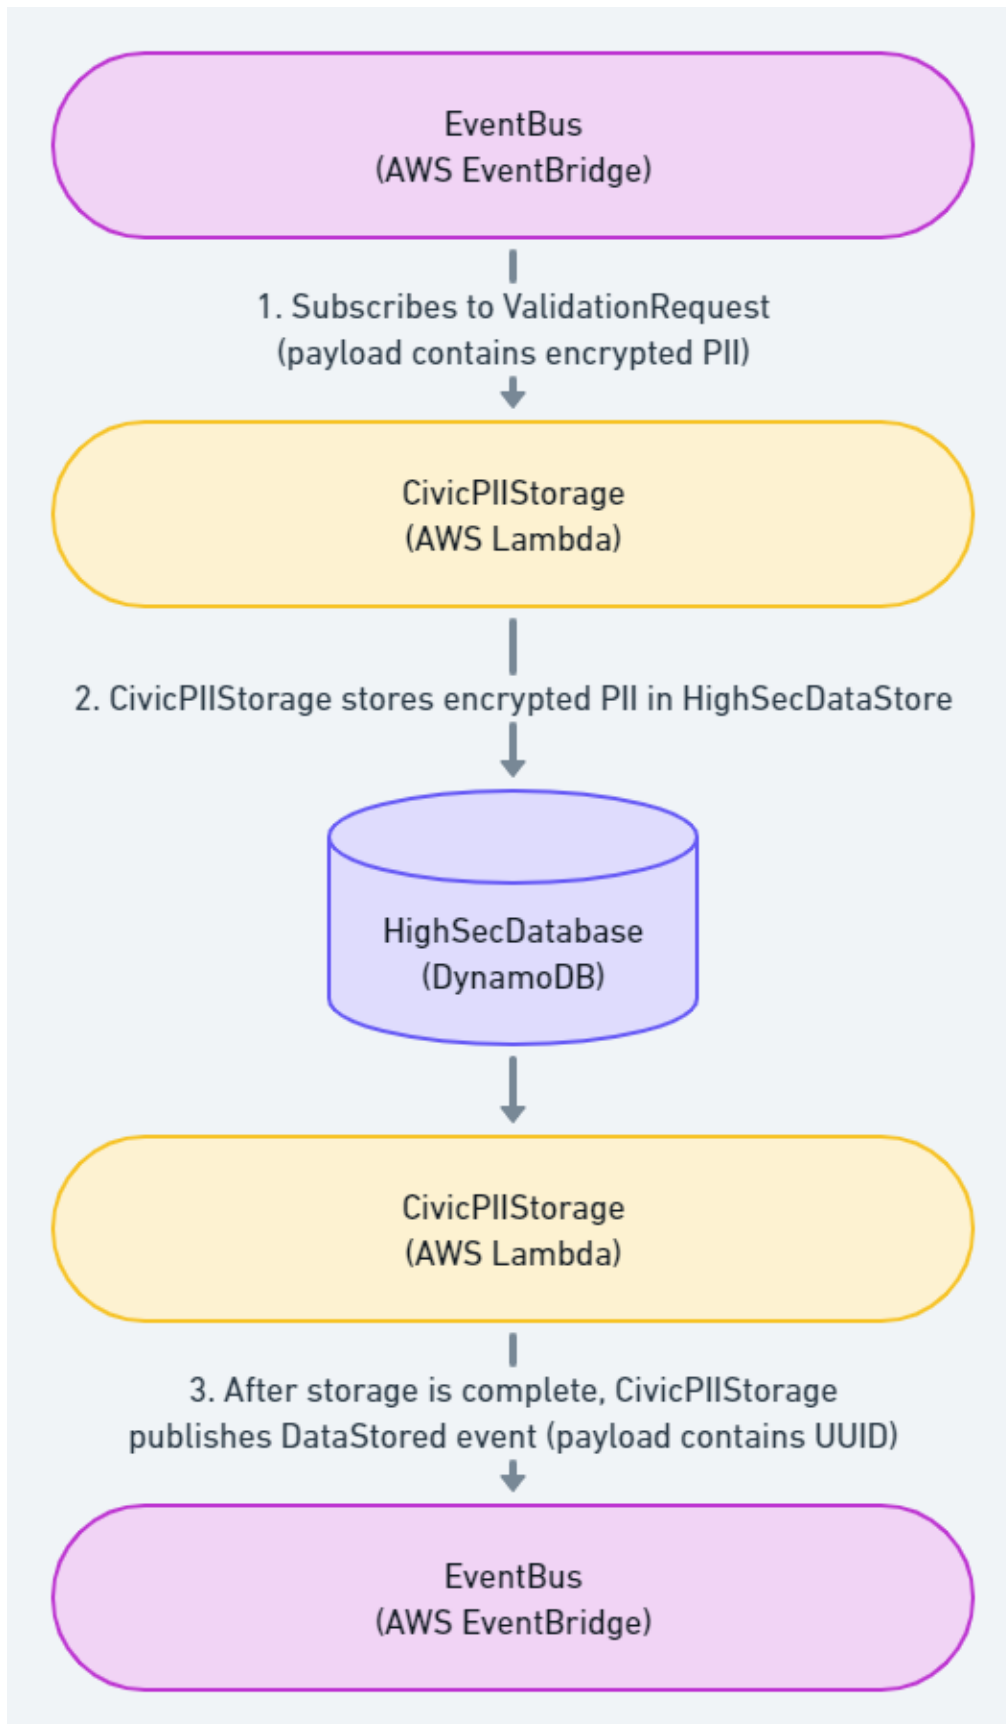 EventBus
(AWS EventBridge)
1. Subscribes to ValidationRequest
(payload contains encrypted PII)
CivicPIIStorage
(AWS Lambda)
2. CivicPIIStorage stores encrypted PII in HighSecDataStore
HighSecDatabase
(DynamoDB)
CivicPIIStorage
(AWS Lambda)
3. After storage is complete, CivicPIIStorage
publishes DataStored event (payload contains UUID)
EventBus
(AWS EventBridge)